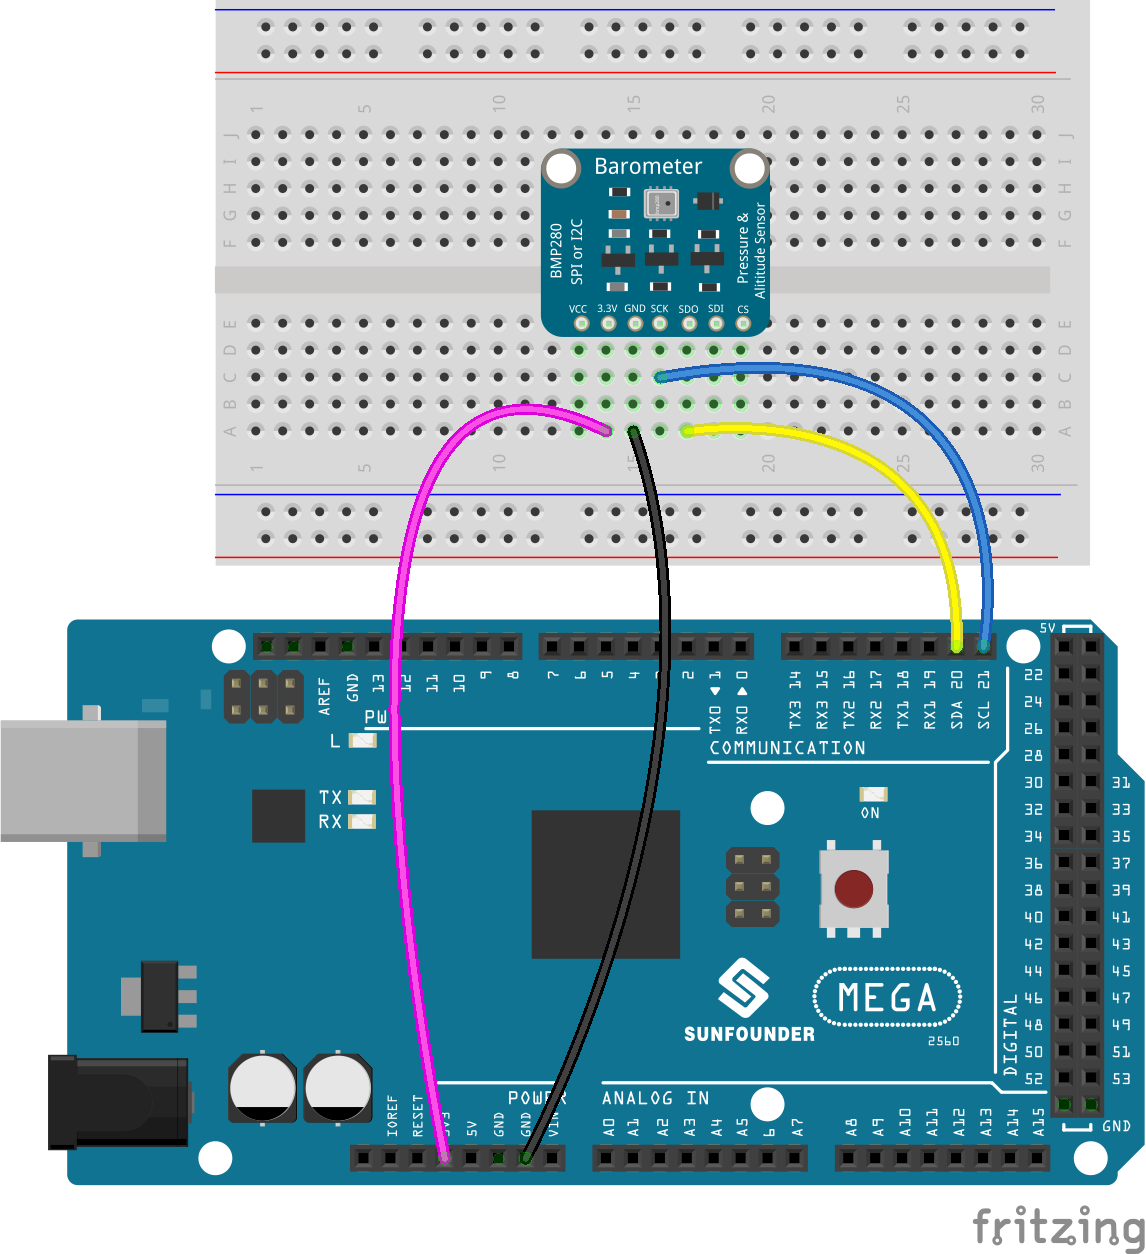 1 5 10 15 20 25 30
J J
I I
H H
G G
F F
Barometer
BMP280
SPI or I2C
Pressure &
Alititude Sensor
VCC 3.3V GND SCK SDO SDI CS
E E
D D
C C
B B
A A
1 5 10 15 20 25 30
5V
AREF GND 13 12 11 10 9 8 7 6 5 4 2 TX0 1 RX0 0 TX3 14 RX3 15 TX2 16 RX2 17 TX1 18 RX1 19 SDA 20 SCL 21
PW
COMMUNICATION
L
TX
RX
ON
22
24
26
28
30 31
32 33
34 35
36 37
38 39
40 41
42 43
44 45
46 47
48 49
50 51
52 53
DIGITAL
GND
SUNFOUNDER
MEGA
2560
POWER ANALOG IN
IOREF RESET 3V3 5V GND GND VIN A0 A1 A2 A3 A4 A5 6 A7 A8 A9 A10 A11 A12 A13 A14 A15
fritzing